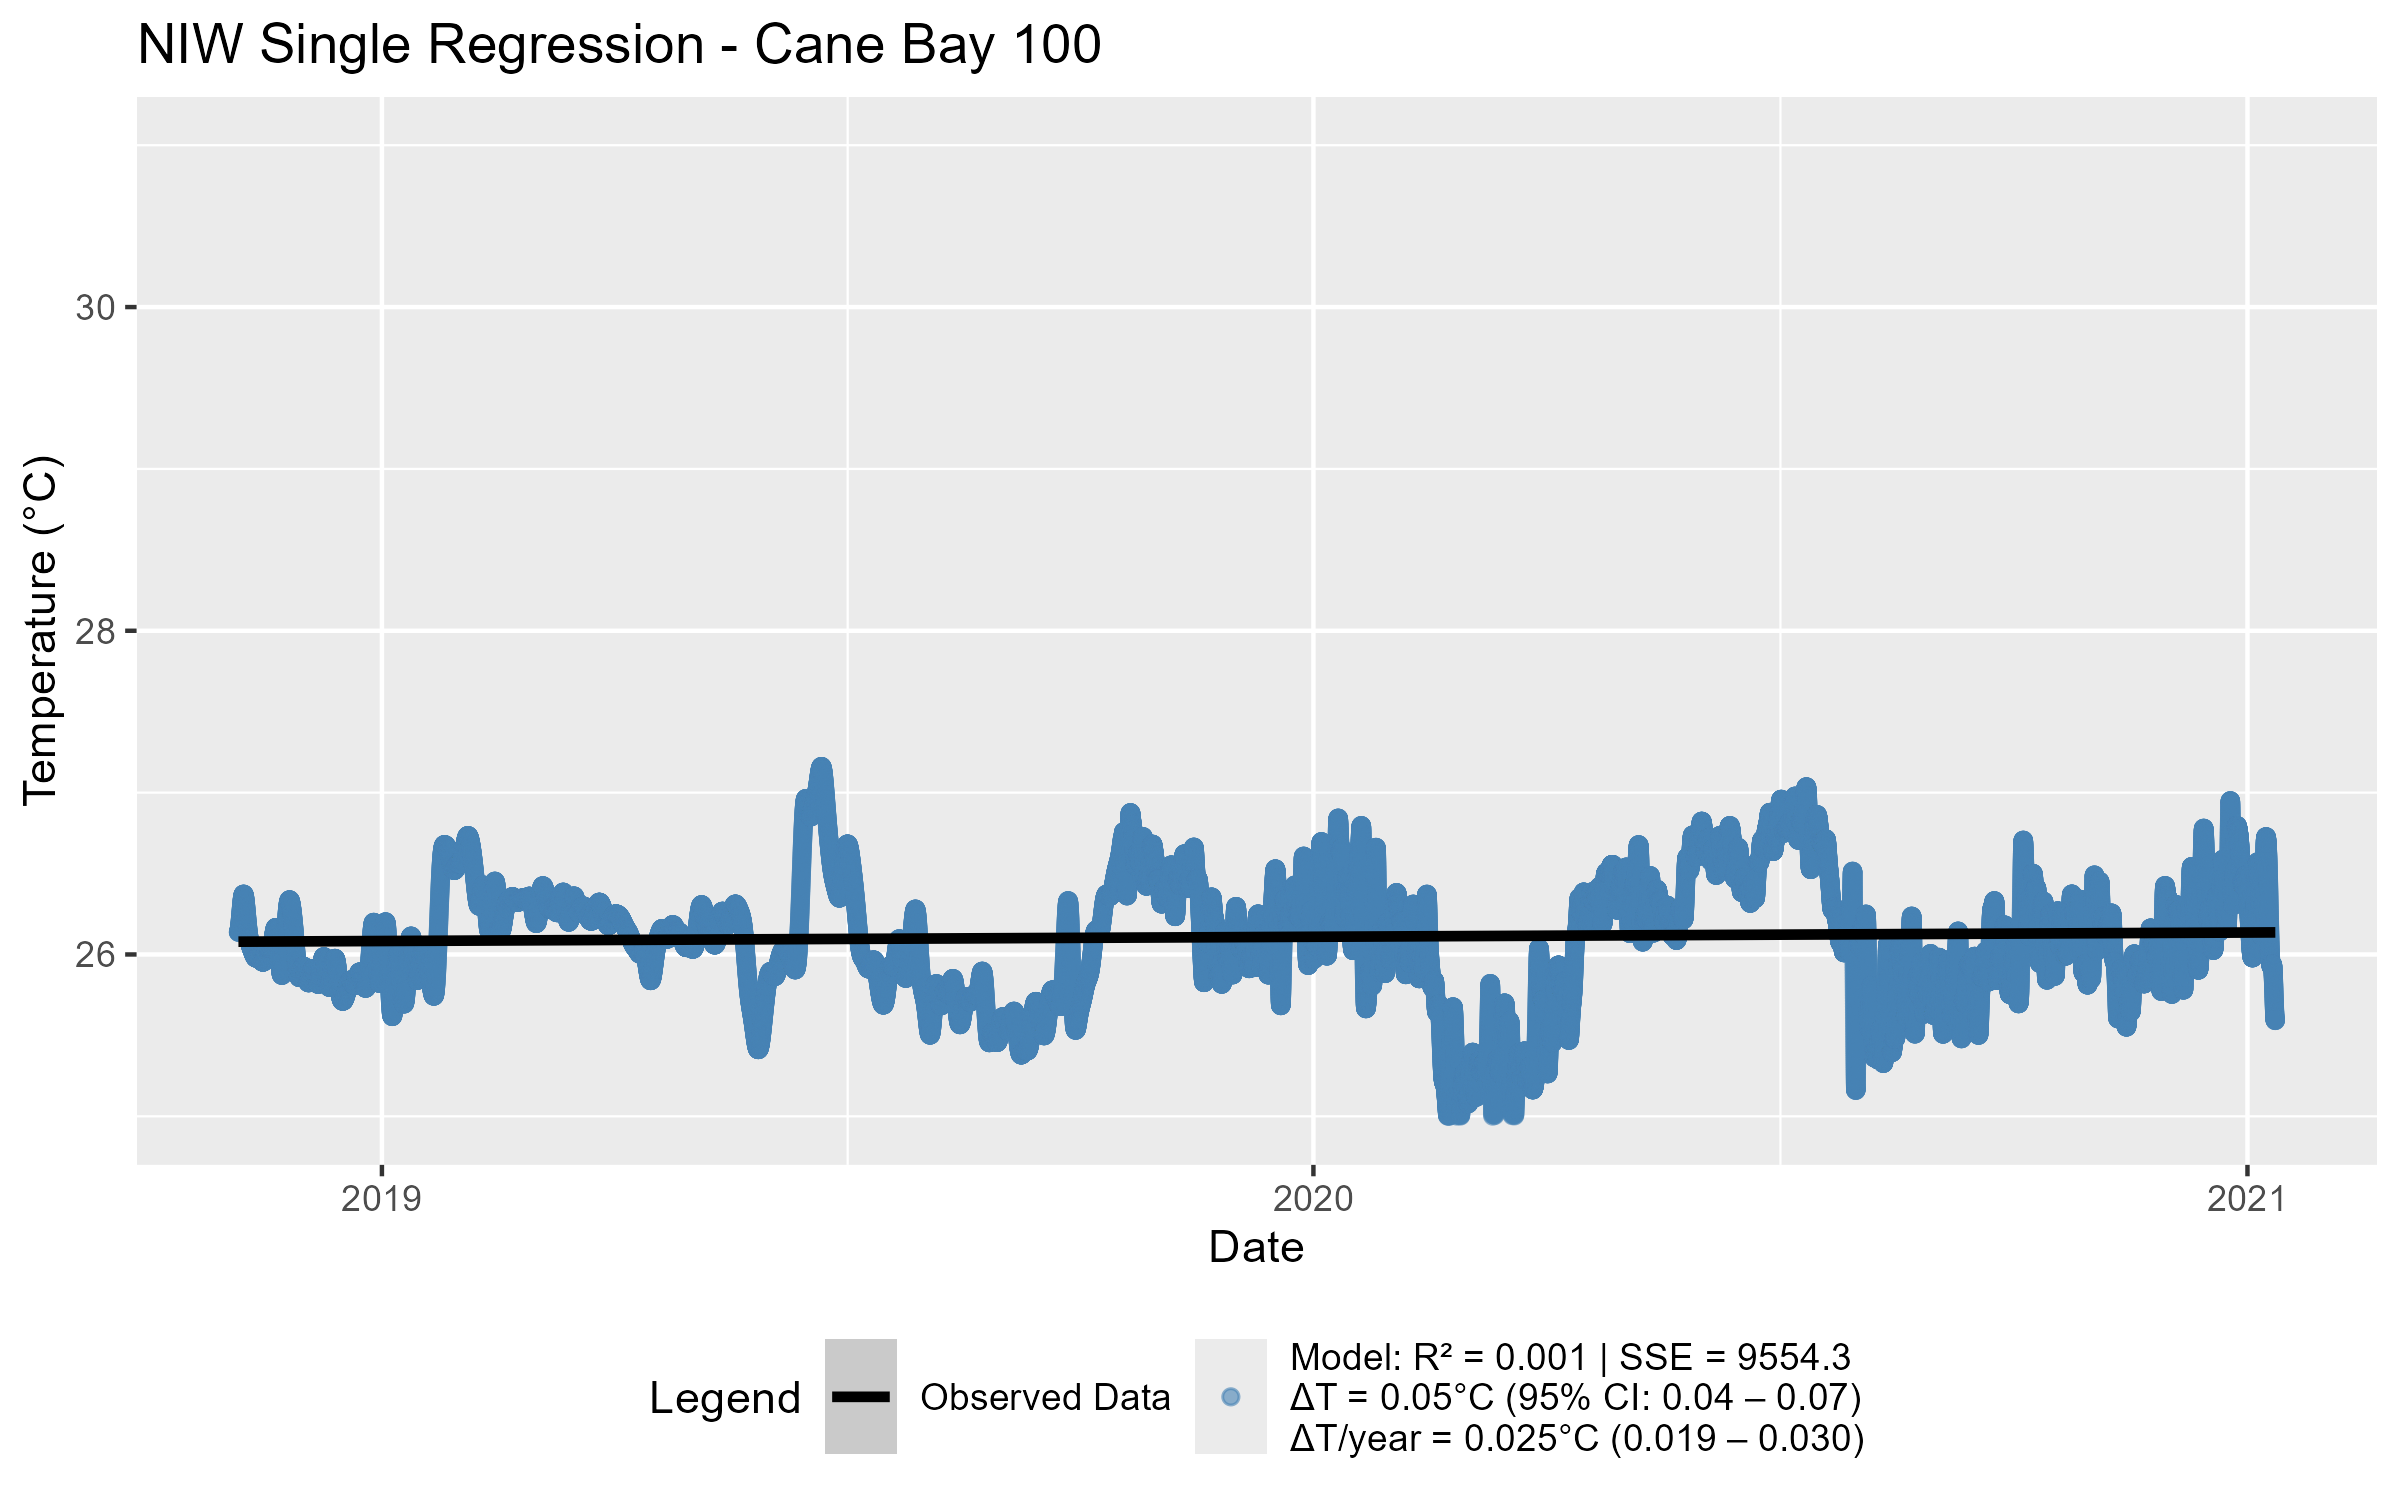 NIW Single Regression - Cane Bay 100
Temperature (°C)
30
28
26
2019
2020
2021
Date
Legend
Observed Data
Model: R² = 0.001 | SSE = 9554.3
ΔT = 0.05°C (95% CI: 0.04 – 0.07)
ΔT/year = 0.025°C (0.019 – 0.030)